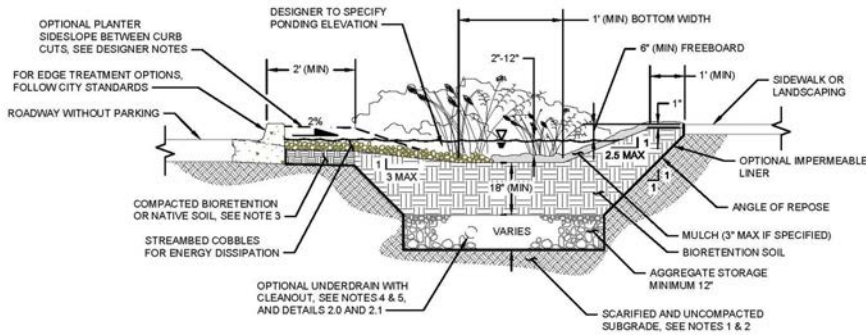 OPTIONAL PLANTER
SIDESLOPE BETWEEN CURB
CUTS, SEE DESIGNER NOTES
FOR EDGE TREATMENT OPTIONS,
FOLLOW CITY STANDARDS
ROADWAY WITHOUT PARKING
2' (MIN)
2%
DESIGNER TO SPECIFY
PONDING ELEVATION
2"-12"
1' (MIN) BOTTOM WIDTH
6" (MIN) FREEBOARD
1' (MIN)
1"
SIDEWALK OR
LANDSCAPING
1
3 MAX
18" (MIN)
1
2.5 MAX
1
1
OPTIONAL IMPERMEABLE
LINER
ANGLE OF REPOSE
MULCH (3" MAX IF SPECIFIED)
BIORETENTION SOIL
AGGREGATE STORAGE
MINIMUM 12"
SCARIFIED AND UNCOMPACTED
SUBGRADE, SEE NOTES 1 & 2
VARIES
COMPACTED BIORETENTION
OR NATIVE SOIL, SEE NOTE 3
STREAMBED COBBLES
FOR ENERGY DISSIPATION
OPTIONAL UNDERDRAIN WITH
CLEANOUT, SEE NOTES 4 & 5,
AND DETAILS 2.0 AND 2.1